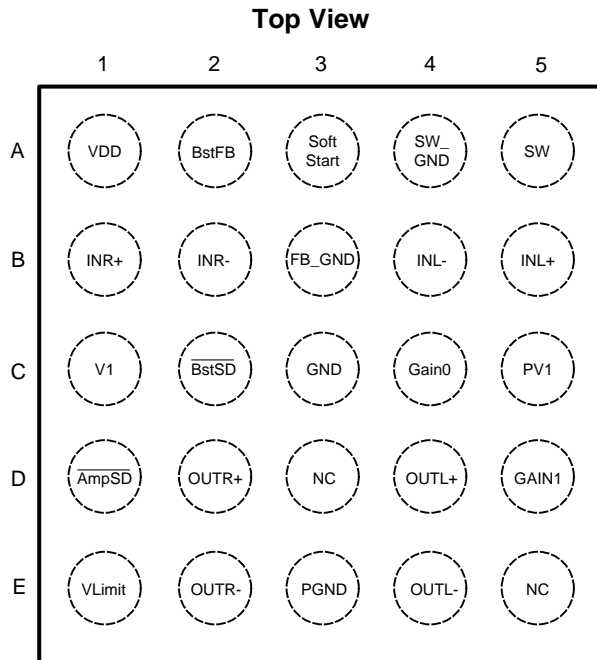 Top View
1 2 3 4 5
A VDD BstFB Soft Start SW_ GND SW
B INR+ INR- FB_GND INL- INL+
C V1 BstSD GND Gain0 PV1
D AmpSD OUTR+ NC OUTL+ GAIN1
E VLimit OUTR- PGND OUTL- NC